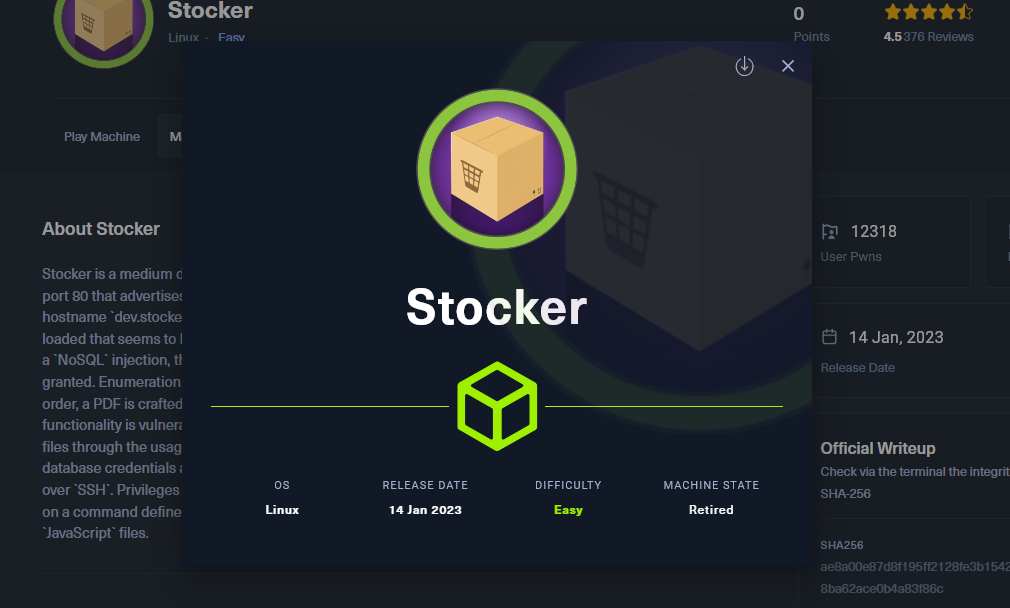 Stocker
Linux · Easy
0
Points
4.5 376 Reviews
Play Machine
M
About Stocker
Stocker is a medium d
port 80 that advertises
hostname `dev.stocke
loaded that seems to
a `NoSQL` injection, th
granted. Enumeration
order, a PDF is crafted
functionality is vulnera
files through the usag
database credentials a
over `SSH`. Privileges
on a command define
`JavaScript` files.
Stocker
OS
Linux
RELEASE DATE
14 Jan 2023
DIFFICULTY
Easy
MACHINE STATE
Retired
12318
User Pwns
14 Jan, 2023
Release Date
Official Writeup
Check via the terminal the integrit
SHA-256
SHA256
ae8a00e87d8f195ff2128fe3b1542
8ba62ace0b4a83f86c